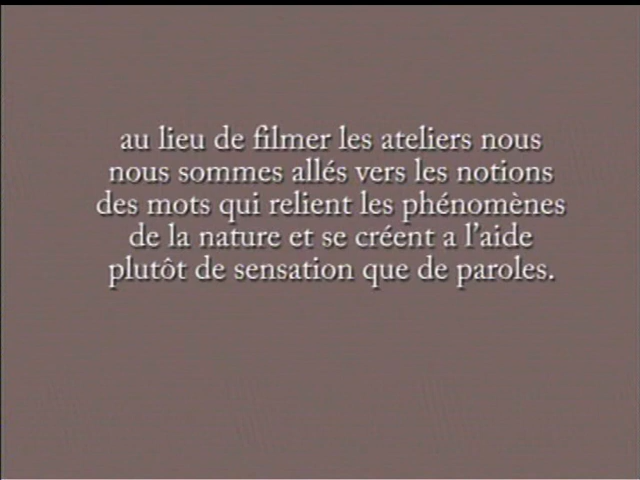 au lieu de filmer les ateliers nous
nous sommes allés vers les notions
des mots qui relient les phénomènes
de la nature et se créent a l’aide
plutôt de sensation que de paroles.